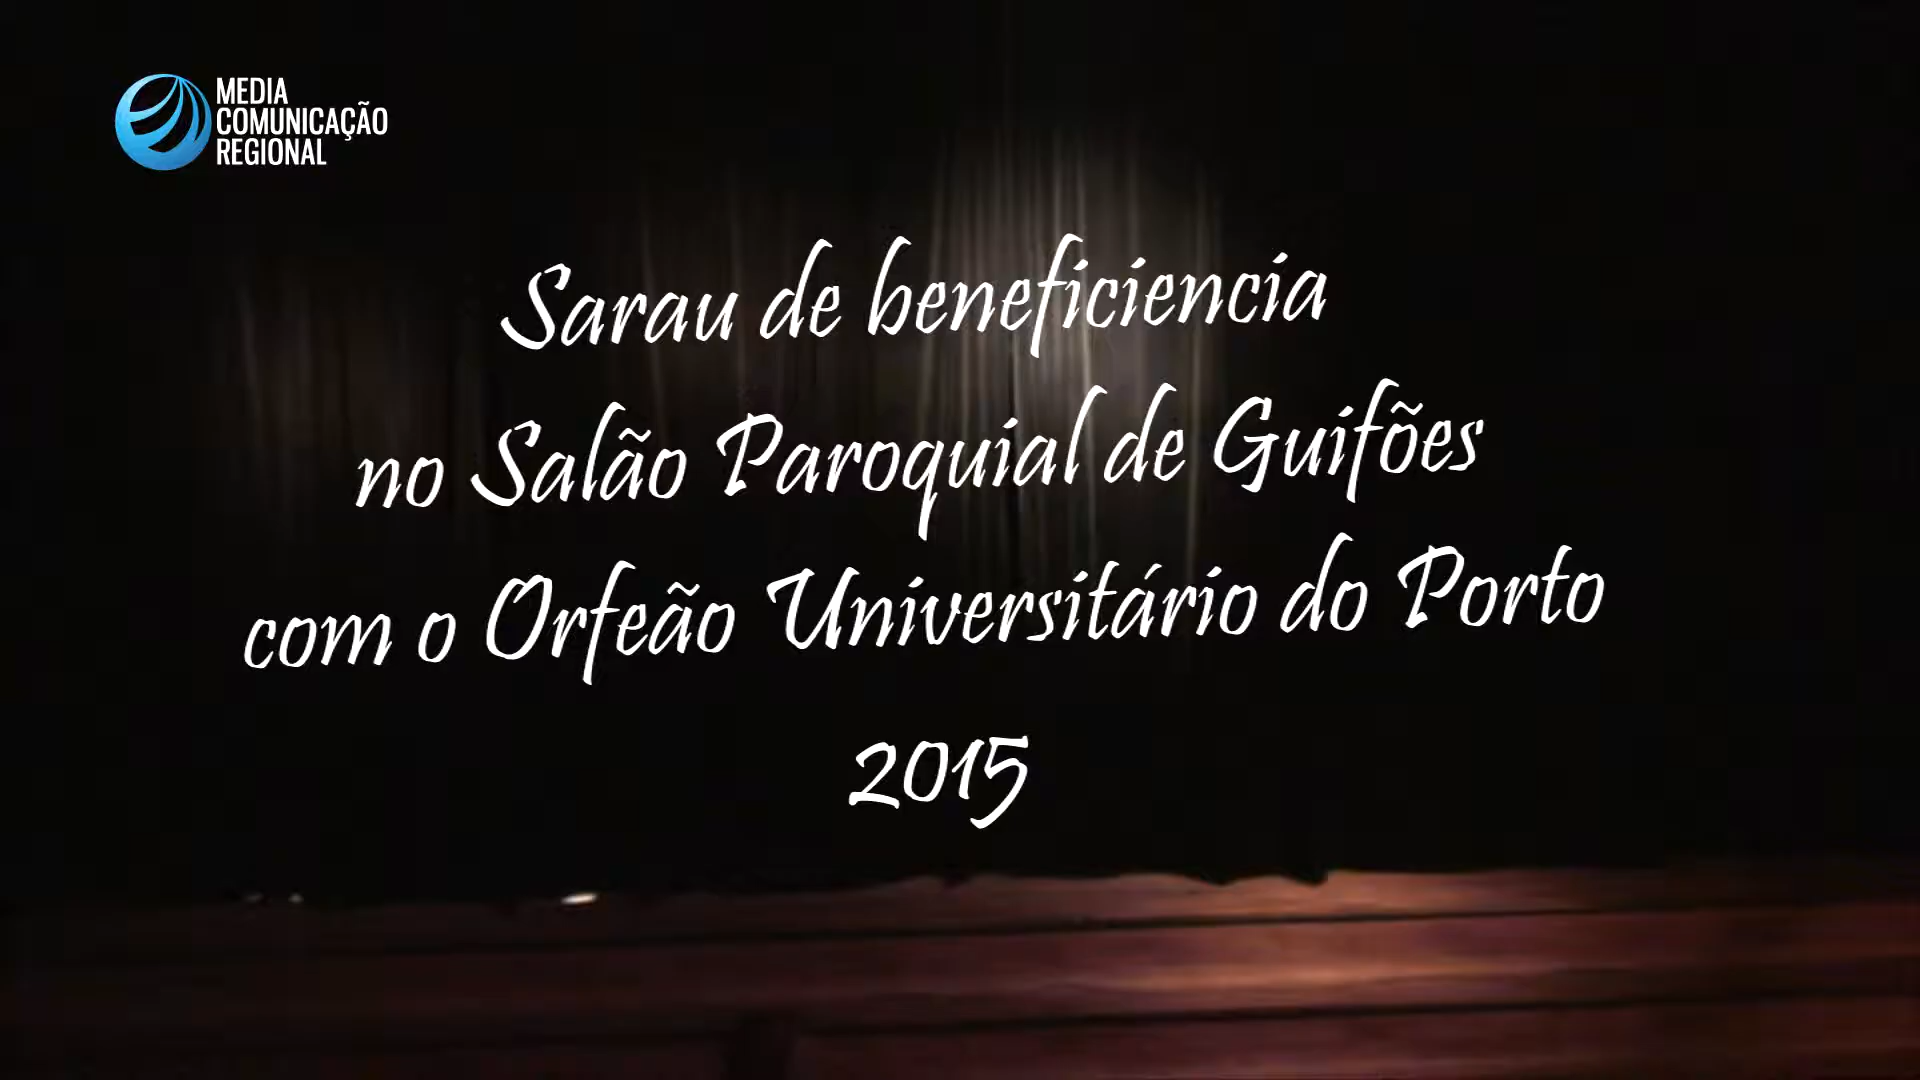 MEDIA
COMUNICAÇÃO
REGIONAL
Sarau de beneficiencia
no Salão Paroquial de Guifões
com o Orfeão Universitário do Porto
2015